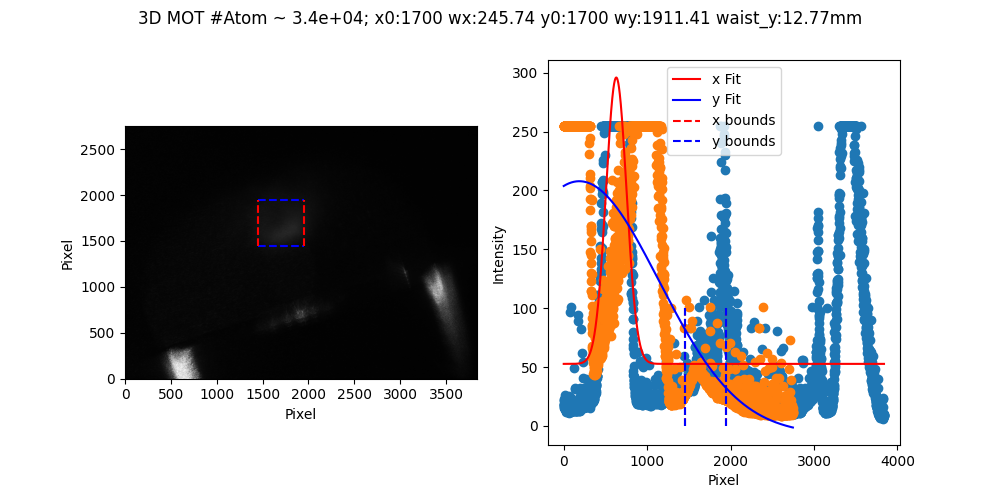 3D MOT #Atom ~ 3.4e+04; x0:1700 wx:245.74 y0:1700 wy:1911.41 waist_y:12.77mm
2500
2000
1500
1000
500
0
Pixel
0 500 1000 1500 2000 2500 3000 3500
Pixel
300
250
200
150
100
50
0
Intensity
x Fit
y Fit
x bounds
y bounds
0 1000 2000 3000 4000
Pixel